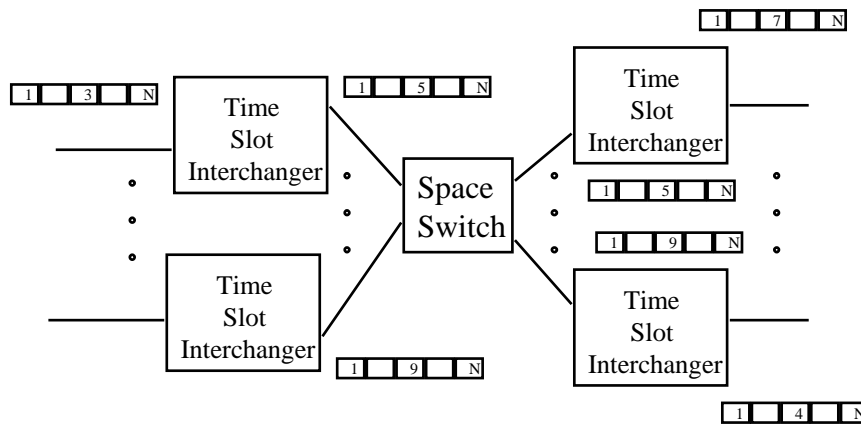 1 7 N
1 3 N
Time
Slot
Interchanger
1 5 N
Time
Slot
Interchanger
Space
Switch
1 5 N
1 9 N
Time
Slot
Interchanger
1 9 N
Time
Slot
Interchanger
1 4 N